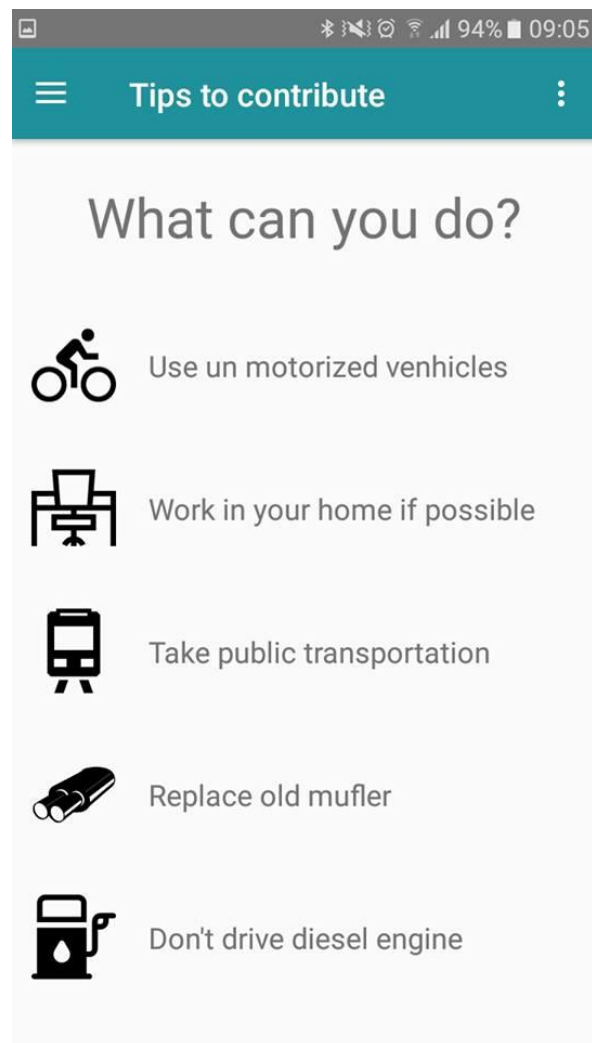 94% 09:05
Tips to contribute
What can you do?
Use un motorized venhicles
Work in your home if possible
Take public transportation
Replace old mufler
Don't drive diesel engine